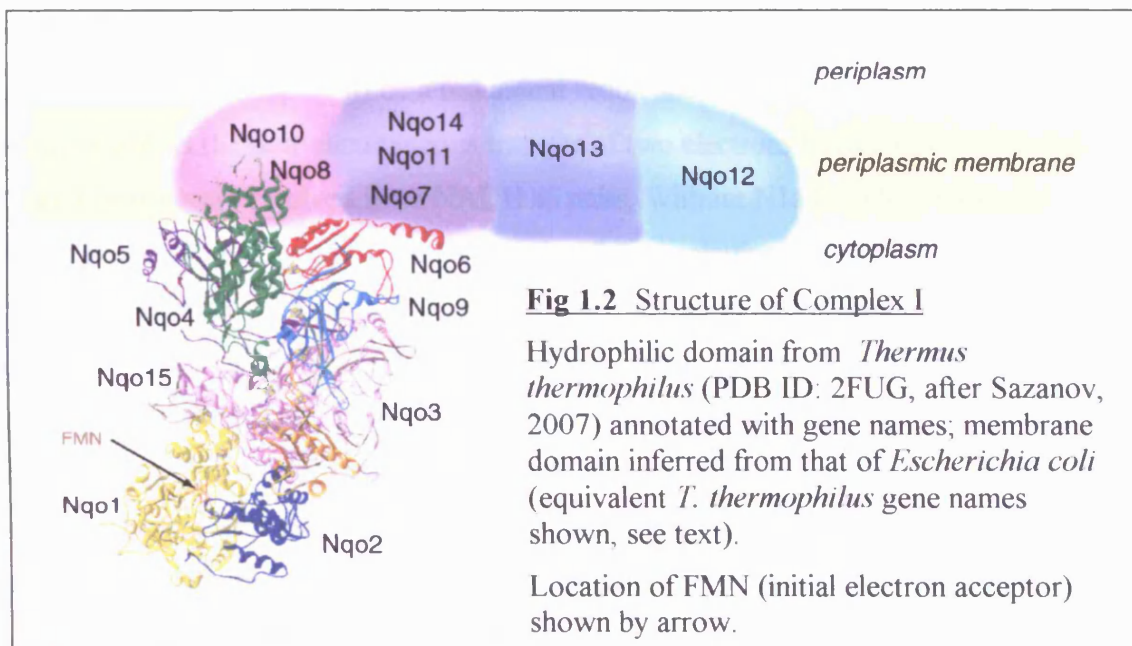 periplasm
Nqo10
Nqo14
Nqo8
Nqo11
Nqo13
Nqo12
periplasmic membrane
Nqo7
cytoplasm
Nqo5
Nqo6
Nqo4
Nqo9
Nqo15
Nqo3
FMN
Nqo1
Nqo2
Fig 1.2 Structure of Complex I
Hydrophilic domain from Thermus
thermophilus (PDB ID: 2FUG, after Sazanov,
2007) annotated with gene names; membrane
domain inferred from that of Escherichia coli
(equivalent T. thermophilus gene names
shown, see text).
Location of FMN (initial electron acceptor)
shown by arrow.